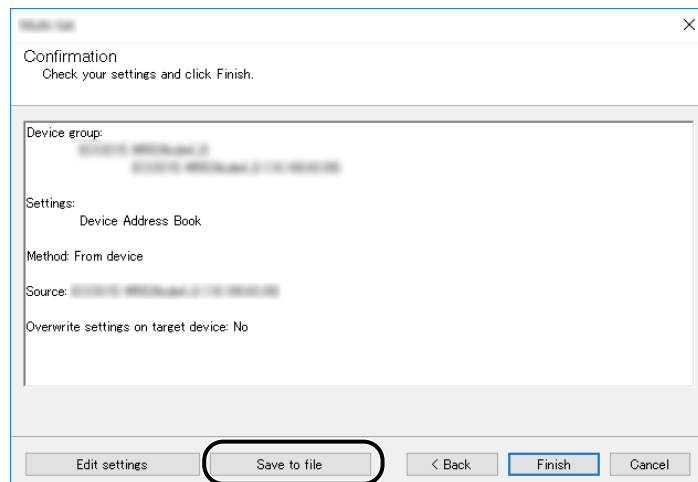 Confirmation
Check your settings and click Finish.
Device group:
Settings:
Device Address Book
Method: From device
Source:
Overwrite settings on target device: No
Edit settings
Save to file
< Back
Finish
Cancel